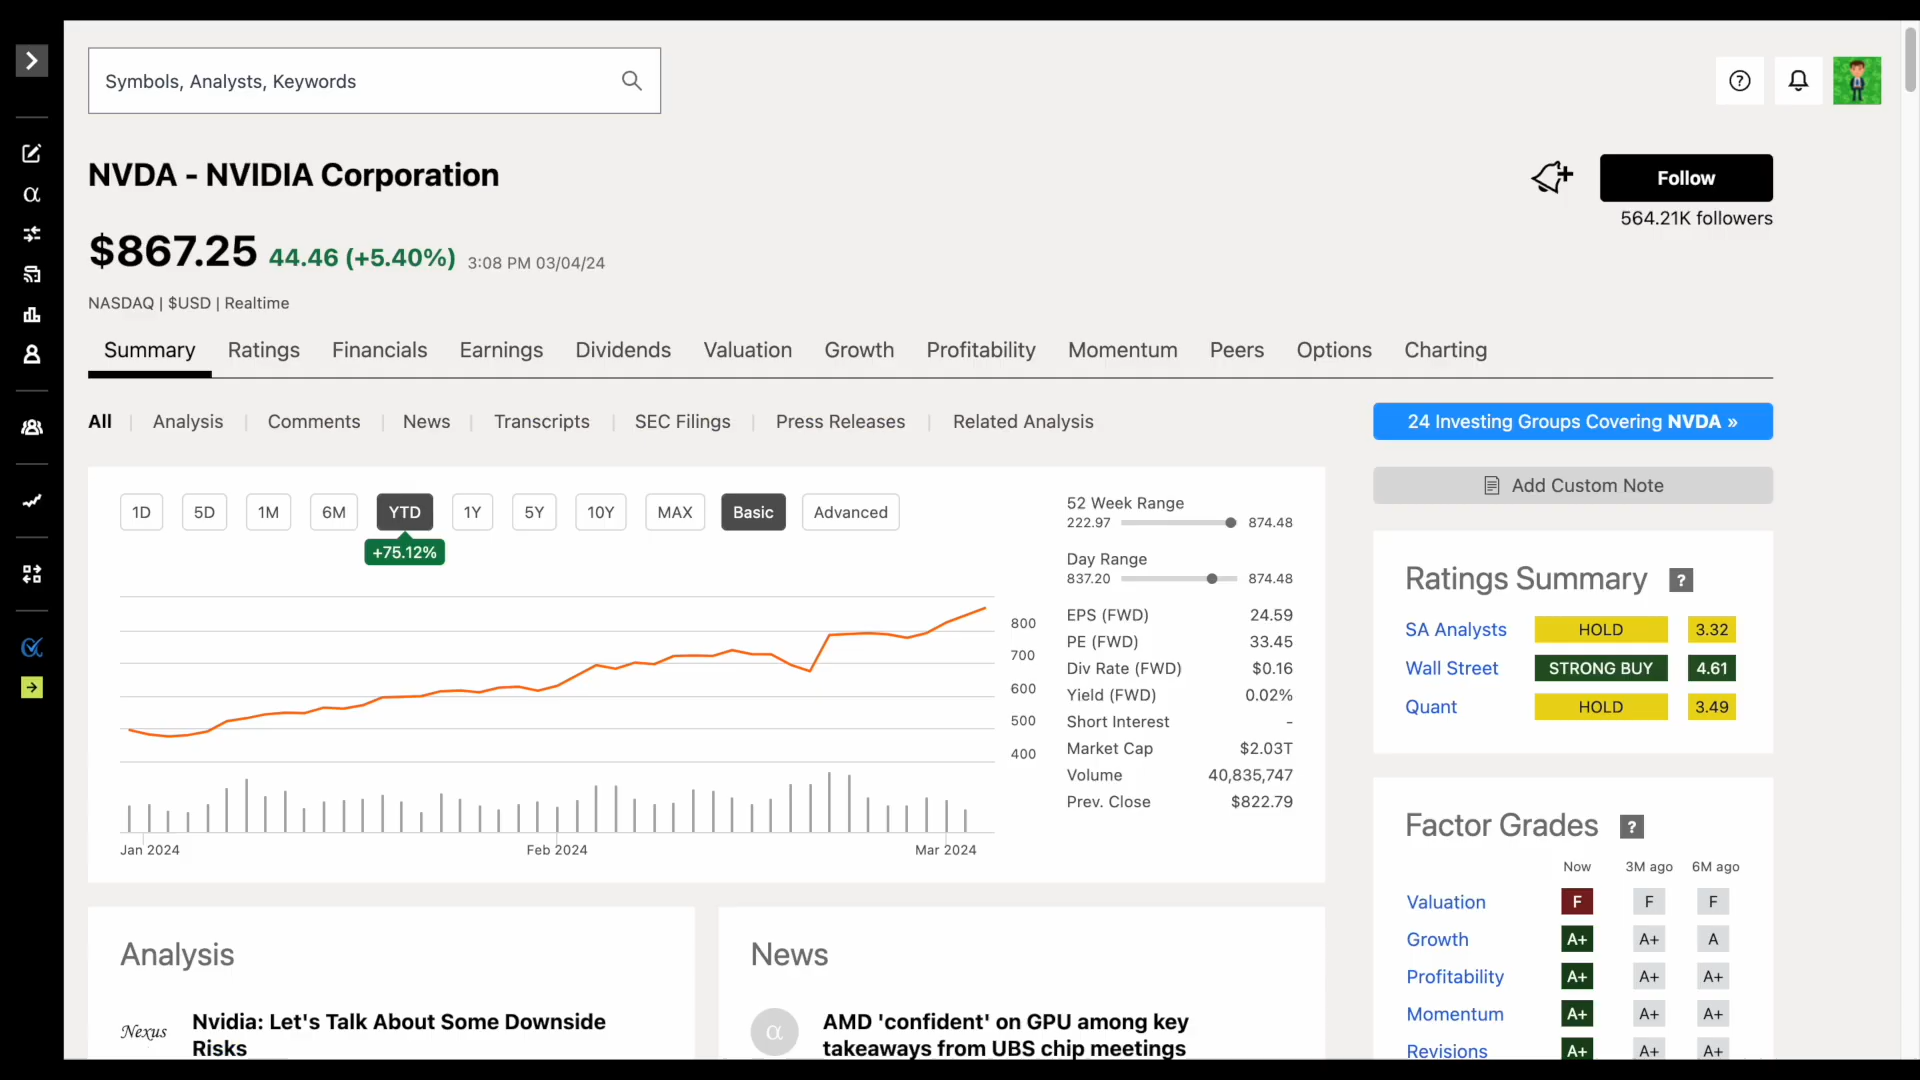 Symbols, Analysts, Keywords
NVDA - NVIDIA Corporation
Follow
564.21K followers
$867.25 44.46 (+5.40%) 3:08 PM 03/04/24
NASDAQ | $USD | Realtime
Summary Ratings Financials Earnings Dividends Valuation Growth Profitability Momentum Peers Options Charting
All | Analysis | Comments | News | Transcripts | SEC Filings | Press Releases | Related Analysis
24 Investing Groups Covering NVDA »
Add Custom Note
1D 5D 1M 6M YTD 1Y 5Y 10Y MAX Basic Advanced
+75.12%
800
700
600
500
400
Jan 2024 Feb 2024 Mar 2024
52 Week Range
222.97 874.48
Day Range
837.20 874.48
EPS (FWD) 24.59
PE (FWD) 33.45
Div Rate (FWD) $0.16
Yield (FWD) 0.02%
Short Interest -
Market Cap $2.03T
Volume 40,835,747
Prev. Close $822.79
Ratings Summary ?
SA Analysts HOLD 3.32
Wall Street STRONG BUY 4.61
Quant HOLD 3.49
Factor Grades ?
Now 3M ago 6M ago
Valuation F F F
Growth A+ A+ A
Profitability A+ A+ A+
Momentum A+ A+ A+
Revisions A+ A+ A+
Analysis
Nexus
Nvidia: Let's Talk About Some Downside
Risks
News
α
AMD 'confident' on GPU among key
takeaways from UBS chip meetings